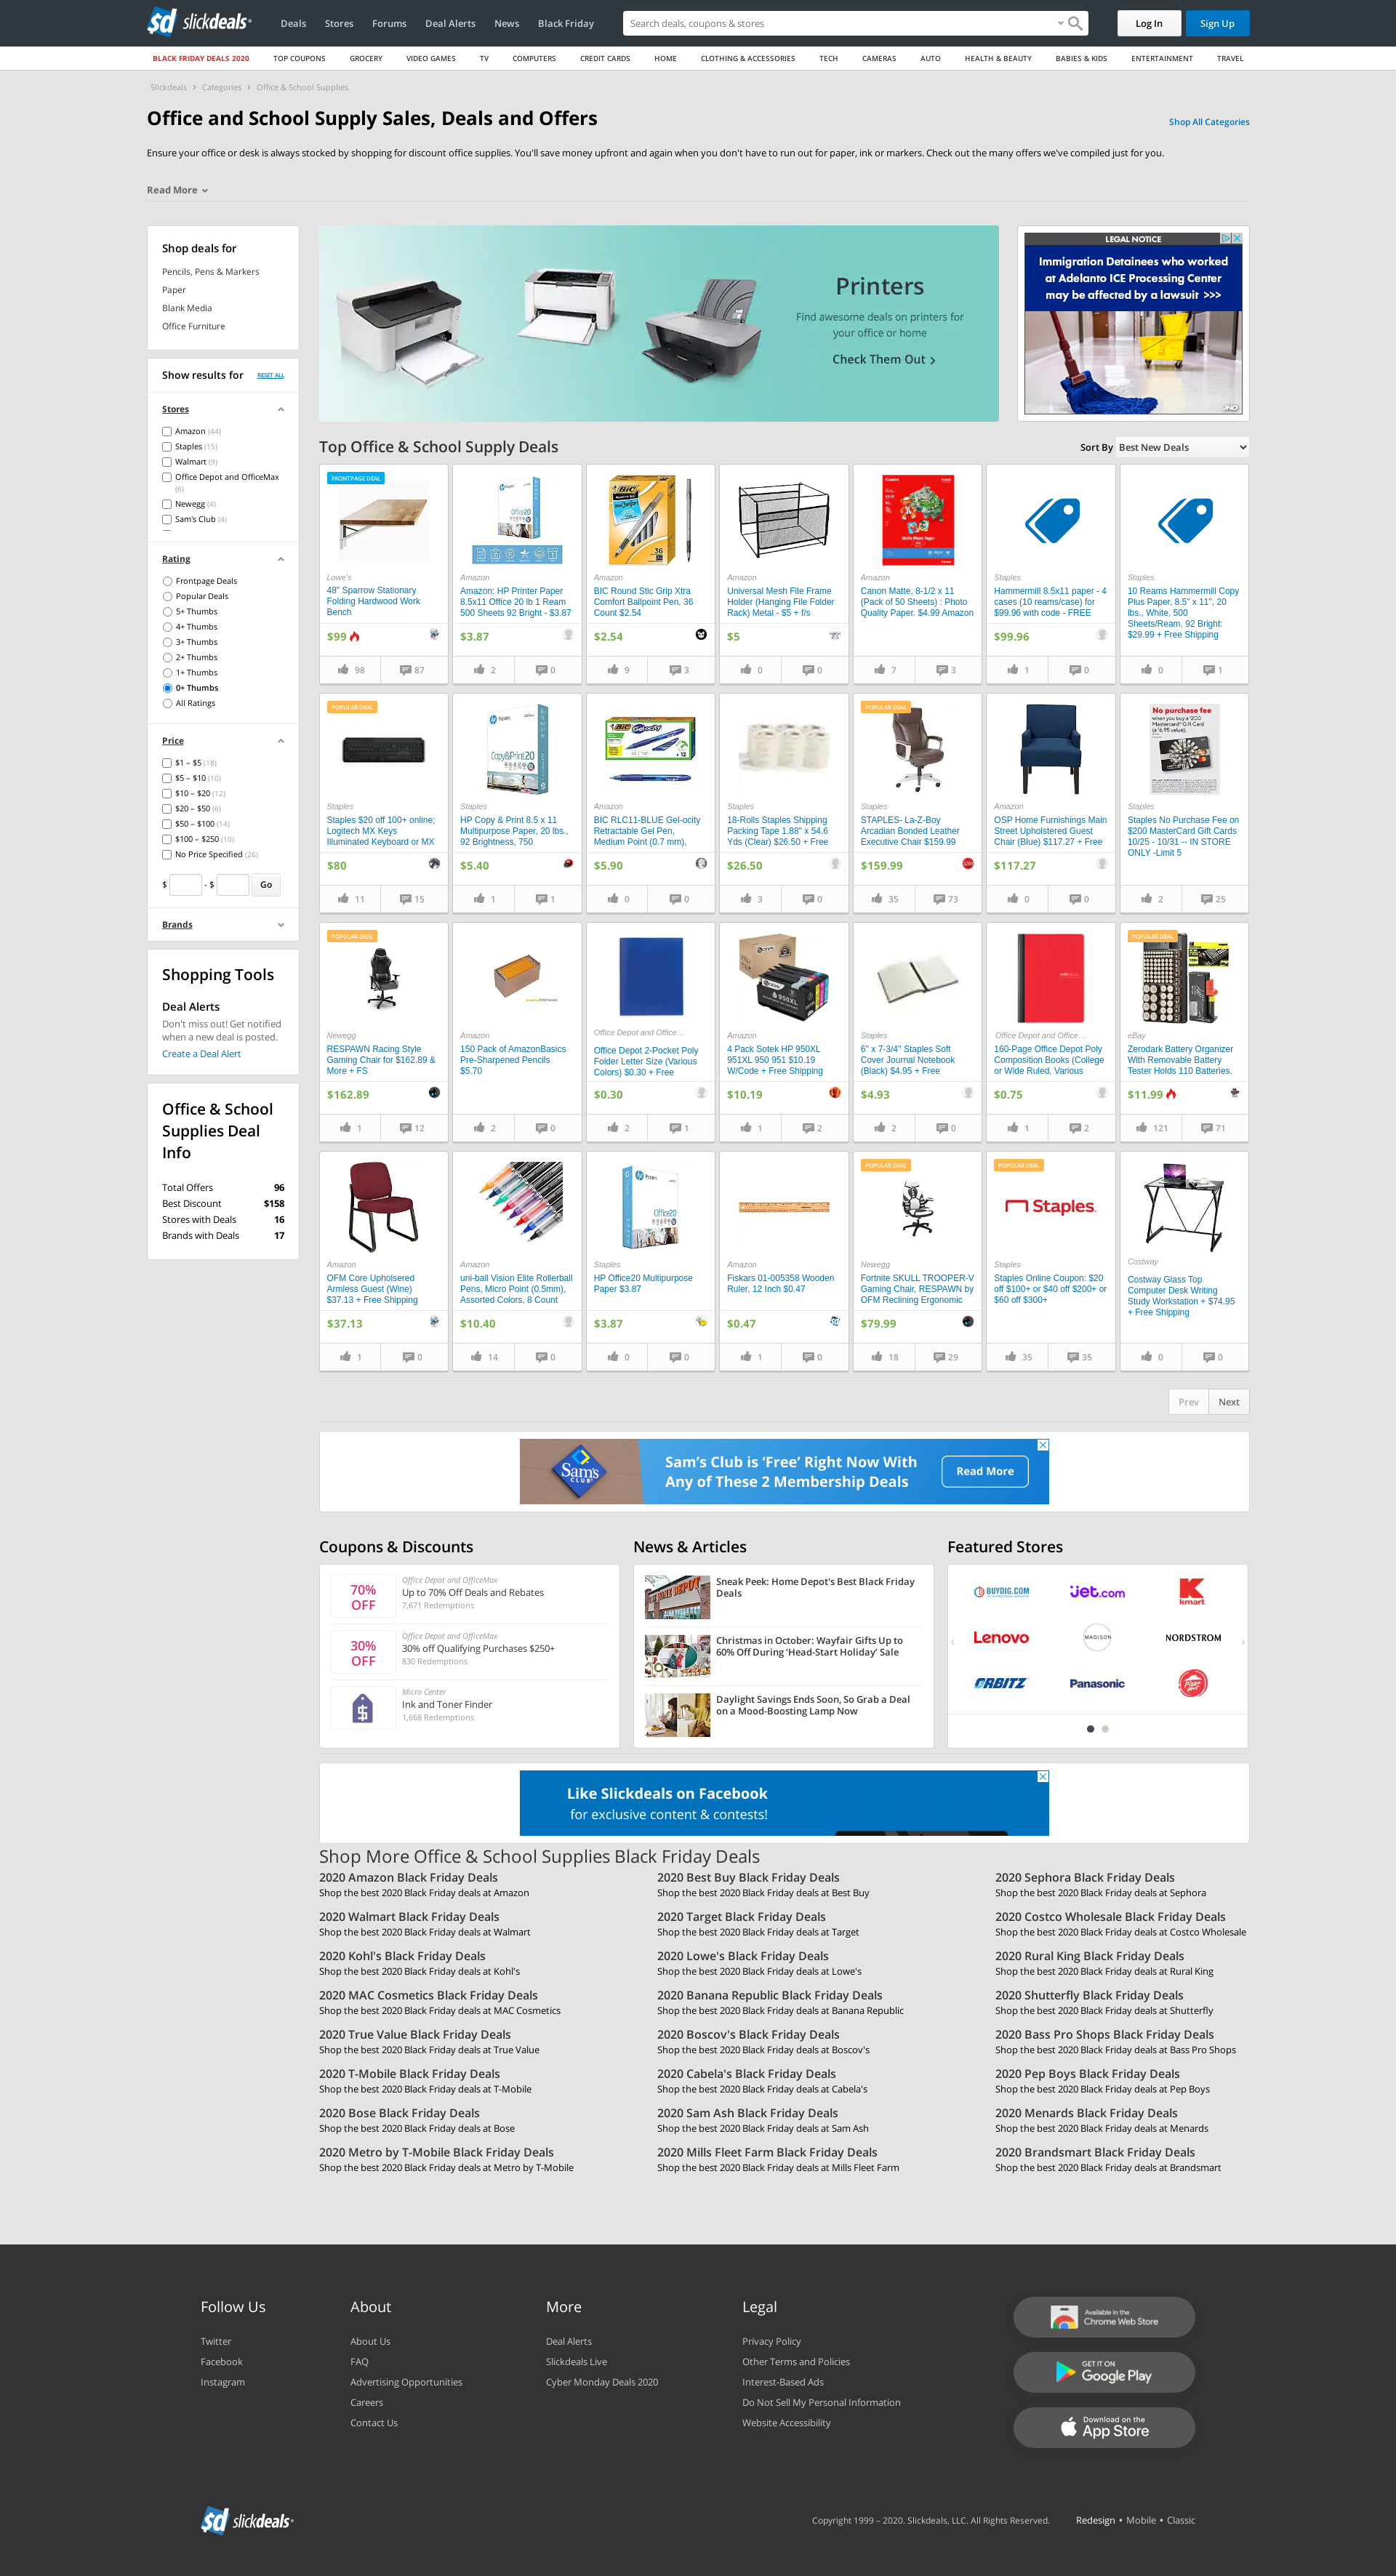 slickdeals
Deals
Stores
Forums
Deal Alerts
News
Black Friday
Search deals, coupons & stores
Log In
Sign Up
BLACK FRIDAY DEALS 2020
TOP COUPONS
GROCERY
VIDEO GAMES
TV
COMPUTERS
CREDIT CARDS
HOME
CLOTHING & ACCESSORIES
TECH
CAMERAS
AUTO
HEALTH & BEAUTY
BABIES & KIDS
ENTERTAINMENT
TRAVEL
Slickdeals › Categories › Office & School Supplies
Office and School Supply Sales, Deals and Offers
Shop All Categories
Ensure your office or desk is always stocked by shopping for discount office supplies. You'll save money upfront and again when you don't have to run out for paper, ink or markers. Check out the many offers we've compiled just for you.
Read More
Shop deals for
Pencils, Pens & Markers
Paper
Blank Media
Office Furniture
Show results for
RESET ALL
Stores
Amazon (44)
Staples (15)
Walmart (9)
Office Depot and OfficeMax
(6)
Newegg (4)
Sam's Club (4)
Rating
Frontpage Deals
Popular Deals
5+ Thumbs
4+ Thumbs
3+ Thumbs
2+ Thumbs
1+ Thumbs
0+ Thumbs
All Ratings
Price
$1 – $5 (18)
$5 – $10 (10)
$10 – $20 (12)
$20 – $50 (6)
$50 – $100 (14)
$100 – $250 (10)
No Price Specified (26)
$ - $ Go
Brands
Shopping Tools
Deal Alerts
Don't miss out! Get notified
when a new deal is posted.
Create a Deal Alert
Office & School
Supplies Deal
Info
Total Offers 96
Best Discount $158
Stores with Deals 16
Brands with Deals 17
Printers
Find awesome deals on printers for
your office or home
Check Them Out
LEGAL NOTICE
Immigration Detainees who worked
at Adelanto ICE Processing Center
may be affected by a lawsuit >>>
Top Office & School Supply Deals
Sort By Best New Deals
FRONTPAGE DEAL
Lowe's
48" Sparrow Stationary
Folding Hardwood Work
Bench
$99
98
87
Amazon
Amazon: HP Printer Paper
8.5x11 Office 20 lb 1 Ream
500 Sheets 92 Bright - $3.87
$3.87
2
0
Amazon
BIC Round Stic Grip Xtra
Comfort Ballpoint Pen, 36
Count $2.54
$2.54
9
3
Amazon
Universal Mesh File Frame
Holder (Hanging File Folder
Rack) Metal - $5 + f/s
$5
0
0
Amazon
Canon Matte, 8-1/2 x 11
(Pack of 50 Sheets) : Photo
Quality Paper. $4.99 Amazon
7
3
Staples
Hammermill 8.5x11 paper - 4
cases (10 reams/case) for
$99.96 with code - FREE
$99.96
1
0
Staples
10 Reams Hammermill Copy
Plus Paper, 8.5" x 11", 20
lbs., White, 500
Sheets/Ream, 92 Bright:
$29.99 + Free Shipping
0
1
POPULAR DEAL
Staples
Staples $20 off 100+ online;
Logitech MX Keys
Illuminated Keyboard or MX
$80
11
15
Staples
HP Copy & Print 8.5 x 11
Multipurpose Paper, 20 lbs.,
92 Brightness, 750
$5.40
1
1
Amazon
BIC RLC11-BLUE Gel-ocity
Retractable Gel Pen,
Medium Point (0.7 mm),
$5.90
0
0
Staples
18-Rolls Staples Shipping
Packing Tape 1.88" x 54.6
Yds (Clear) $26.50 + Free
$26.50
3
0
POPULAR DEAL
Staples
STAPLES- La-Z-Boy
Arcadian Bonded Leather
Executive Chair $159.99
$159.99
35
73
Amazon
OSP Home Furnishings Main
Street Upholstered Guest
Chair (Blue) $117.27 + Free
$117.27
0
0
No purchase fee
Staples
Staples No Purchase Fee on
$200 MasterCard Gift Cards
10/25 - 10/31 -- IN STORE
ONLY -Limit 5
2
25
POPULAR DEAL
Newegg
RESPAWN Racing Style
Gaming Chair for $162.89 &
More + FS
$162.89
1
12
Amazon
150 Pack of AmazonBasics
Pre-Sharpened Pencils
$5.70
2
0
Office Depot and Office...
Office Depot 2-Pocket Poly
Folder Letter Size (Various
Colors) $0.30 + Free
$0.30
2
1
Amazon
4 Pack Sotek HP 950XL
951XL 950 951 $10.19
W/Code + Free Shipping
$10.19
1
2
Staples
6" x 7-3/4" Staples Soft
Cover Journal Notebook
(Black) $4.95 + Free
$4.93
2
0
Office Depot and Office...
160-Page Office Depot Poly
Composition Books (College
or Wide Ruled, Various
$0.75
1
2
POPULAR DEAL
eBay
Zerodark Battery Organizer
With Removable Battery
Tester Holds 110 Batteries.
$11.99
121
71
Amazon
OFM Core Upholsered
Armless Guest (Wine)
$37.13 + Free Shipping
$37.13
1
0
Amazon
uni-ball Vision Elite Rollerball
Pens, Micro Point (0.5mm),
Assorted Colors, 8 Count
$10.40
14
0
Staples
HP Office20 Multipurpose
Paper $3.87
$3.87
0
0
Amazon
Fiskars 01-005358 Wooden
Ruler, 12 Inch $0.47
$0.47
1
0
POPULAR DEAL
Newegg
Fortnite SKULL TROOPER-V
Gaming Chair, RESPAWN by
OFM Reclining Ergonomic
$79.99
18
29
POPULAR DEAL
Staples
Staples
Staples Online Coupon: $20
off $100+ or $40 off $200+ or
$60 off $300+
35
35
Costway
Costway Glass Top
Computer Desk Writing
Study Workstation + $74.95
+ Free Shipping
0
0
Prev
Next
Sam's CLUB
Sam's Club is 'Free' Right Now With
Any of These 2 Membership Deals
Read More
Coupons & Discounts
70% OFF
Office Depot and OfficeMax
Up to 70% Off Deals and Rebates
7,671 Redemptions
30% OFF
Office Depot and OfficeMax
30% off Qualifying Purchases $250+
830 Redemptions
Micro Center
Ink and Toner Finder
1,668 Redemptions
News & Articles
Sneak Peek: Home Depot's Best Black Friday
Deals
Christmas in October: Wayfair Gifts Up to
60% Off During 'Head-Start Holiday' Sale
Daylight Savings Ends Soon, So Grab a Deal
on a Mood-Boosting Lamp Now
Featured Stores
BUYDIG.COM
jet.com
kmart
Lenovo
MADISON
NORDSTROM
ORBITZ
Panasonic
Pizza Hut
Like Slickdeals on Facebook
for exclusive content & contests!
Shop More Office & School Supplies Black Friday Deals
2020 Amazon Black Friday Deals
Shop the best 2020 Black Friday deals at Amazon
2020 Best Buy Black Friday Deals
Shop the best 2020 Black Friday deals at Best Buy
2020 Sephora Black Friday Deals
Shop the best 2020 Black Friday deals at Sephora
2020 Walmart Black Friday Deals
Shop the best 2020 Black Friday deals at Walmart
2020 Target Black Friday Deals
Shop the best 2020 Black Friday deals at Target
2020 Costco Wholesale Black Friday Deals
Shop the best 2020 Black Friday deals at Costco Wholesale
2020 Kohl's Black Friday Deals
Shop the best 2020 Black Friday deals at Kohl's
2020 Lowe's Black Friday Deals
Shop the best 2020 Black Friday deals at Lowe's
2020 Rural King Black Friday Deals
Shop the best 2020 Black Friday deals at Rural King
2020 MAC Cosmetics Black Friday Deals
Shop the best 2020 Black Friday deals at MAC Cosmetics
2020 Banana Republic Black Friday Deals
Shop the best 2020 Black Friday deals at Banana Republic
2020 Shutterfly Black Friday Deals
Shop the best 2020 Black Friday deals at Shutterfly
2020 True Value Black Friday Deals
Shop the best 2020 Black Friday deals at True Value
2020 Boscov's Black Friday Deals
Shop the best 2020 Black Friday deals at Boscov's
2020 Bass Pro Shops Black Friday Deals
Shop the best 2020 Black Friday deals at Bass Pro Shops
2020 T-Mobile Black Friday Deals
Shop the best 2020 Black Friday deals at T-Mobile
2020 Cabela's Black Friday Deals
Shop the best 2020 Black Friday deals at Cabela's
2020 Pep Boys Black Friday Deals
Shop the best 2020 Black Friday deals at Pep Boys
2020 Bose Black Friday Deals
Shop the best 2020 Black Friday deals at Bose
2020 Sam Ash Black Friday Deals
Shop the best 2020 Black Friday deals at Sam Ash
2020 Menards Black Friday Deals
Shop the best 2020 Black Friday deals at Menards
2020 Metro by T-Mobile Black Friday Deals
Shop the best 2020 Black Friday deals at Metro by T-Mobile
2020 Mills Fleet Farm Black Friday Deals
Shop the best 2020 Black Friday deals at Mills Fleet Farm
2020 Brandsmart Black Friday Deals
Shop the best 2020 Black Friday deals at Brandsmart
Follow Us
Twitter
Facebook
Instagram
About
About Us
FAQ
Advertising Opportunities
Careers
Contact Us
More
Deal Alerts
Slickdeals Live
Cyber Monday Deals 2020
Legal
Privacy Policy
Other Terms and Policies
Interest-Based Ads
Do Not Sell My Personal Information
Website Accessibility
Available in the
Chrome Web Store
GET IT ON
Google Play
Download on the
App Store
slickdeals
Copyright 1999 – 2020. Slickdeals, LLC. All Rights Reserved.
Redesign • Mobile • Classic